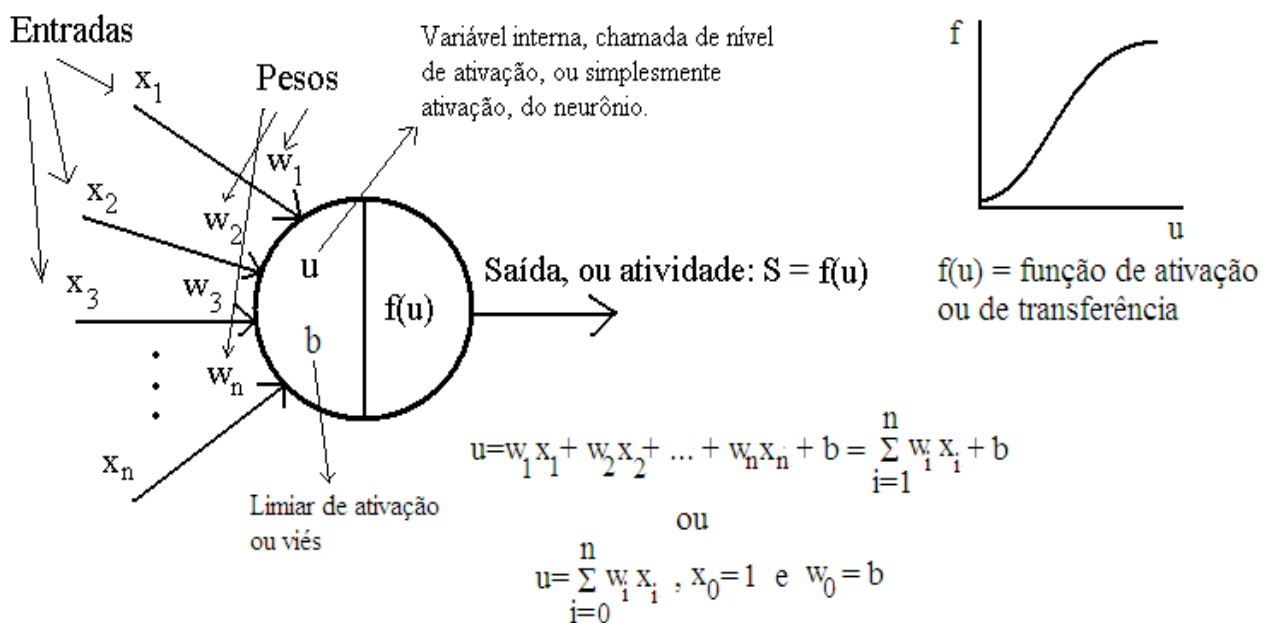 Entradas
x₁
Pesos
Variável interna, chamada de nível
de ativação, ou simplesmente
ativação, do neurônio.
w₁
x₂
w₂
x₃
w₃
wₙ
xₙ
u
b
f(u)
Saída, ou atividade: S = f(u)
Limiar de ativação
ou viés
f
u
f(u) = função de ativação
ou de transferência
u=w₁x₁+ w₂x₂+ ... + wₙxₙ + b = Σ(i=1, n) wᵢ xᵢ + b
ou
u= Σ(i=0, n) wᵢ xᵢ , x₀=1 e w₀ = b